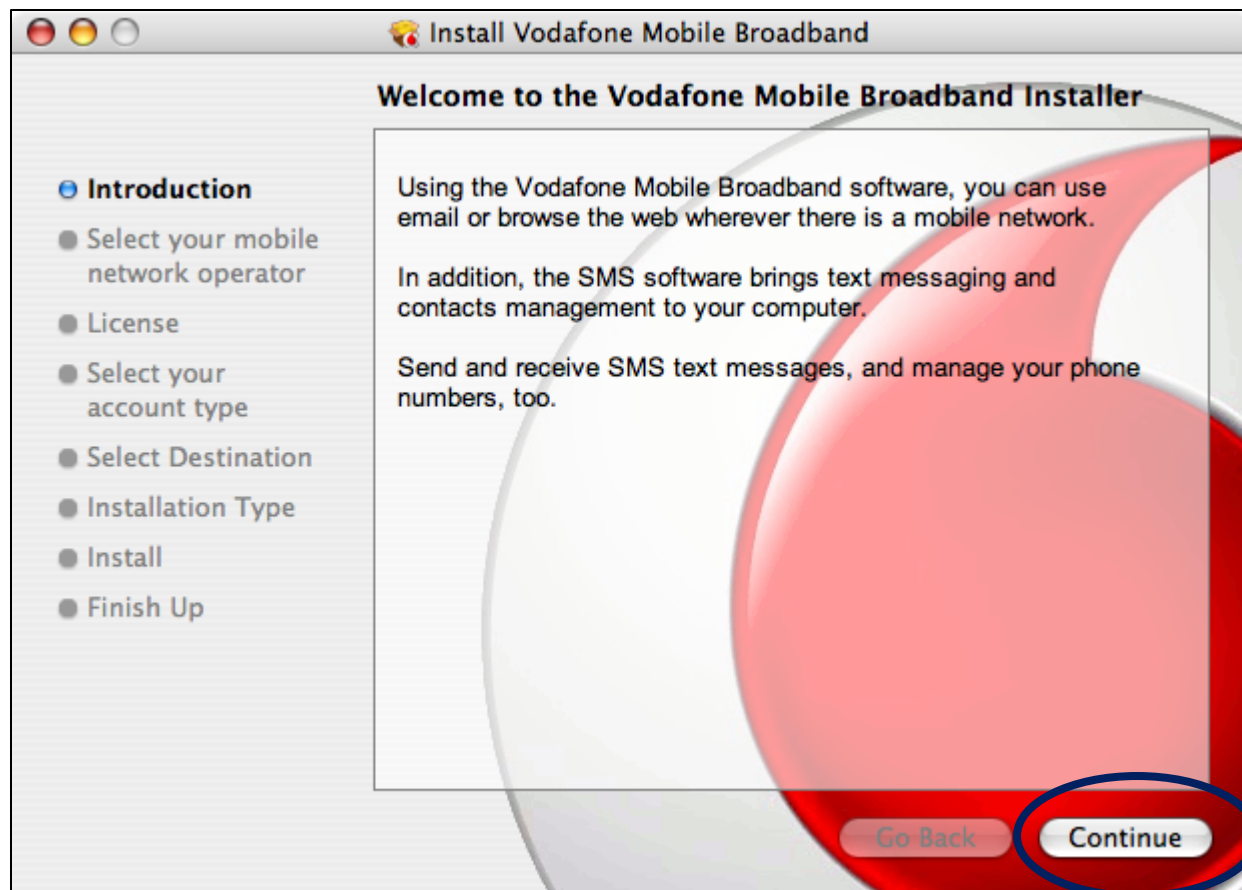 Install Vodafone Mobile Broadband
Welcome to the Vodafone Mobile Broadband Installer
Introduction
Select your mobile
network operator
License
Select your
account type
Select Destination
Installation Type
Install
Finish Up
Using the Vodafone Mobile Broadband software, you can use
email or browse the web wherever there is a mobile network.
In addition, the SMS software brings text messaging and
contacts management to your computer.
Send and receive SMS text messages, and manage your phone
numbers, too.
Go Back
Continue